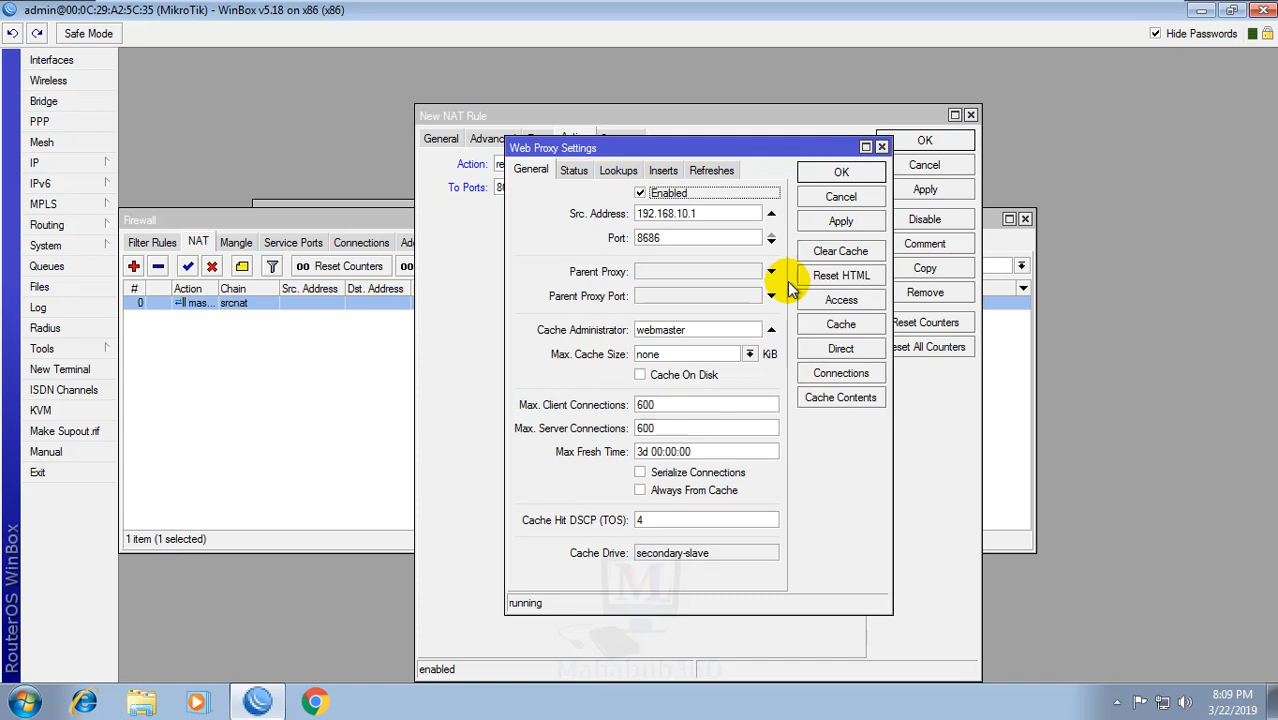 admin@00:0C:29:A2:5C:35 (MikroTik) - WinBox v5.18 on x86 (x86)
Safe Mode
Hide Passwords
Interfaces
Wireless
Bridge
PPP
Mesh
IP
IPv6
MPLS
Routing
System
Queues
Files
Log
Radius
Tools
New Terminal
ISDN Channels
KVM
Make Supout.rif
Manual
Exit
RouterOS WinBox
Firewall
Filter Rules NAT Mangle Service Ports Connections Ad
00 Reset Counters 00
# Action Chain Src. Address Dst. Address
0 mas... srcnat
1 item (1 selected)
New NAT Rule
General Advanc
Action: re
To Ports: 80
OK
Cancel
Apply
Disable
Comment
Copy
Remove
Reset Counters
Reset All Counters
enabled
Web Proxy Settings
General Status Lookups Inserts Refreshes
Enabled
Src. Address: 192.168.10.1
Port: 8686
Parent Proxy:
Parent Proxy Port:
Cache Administrator: webmaster
Max. Cache Size: none KiB
Cache On Disk
Max. Client Connections: 600
Max. Server Connections: 600
Max Fresh Time: 3d 00:00:00
Serialize Connections
Always From Cache
Cache Hit DSCP (TOS): 4
Cache Drive: secondary-slave
OK
Cancel
Apply
Clear Cache
Reset HTML
Access
Cache
Direct
Connections
Cache Contents
running
Mahabub360
8:09 PM
3/22/2019